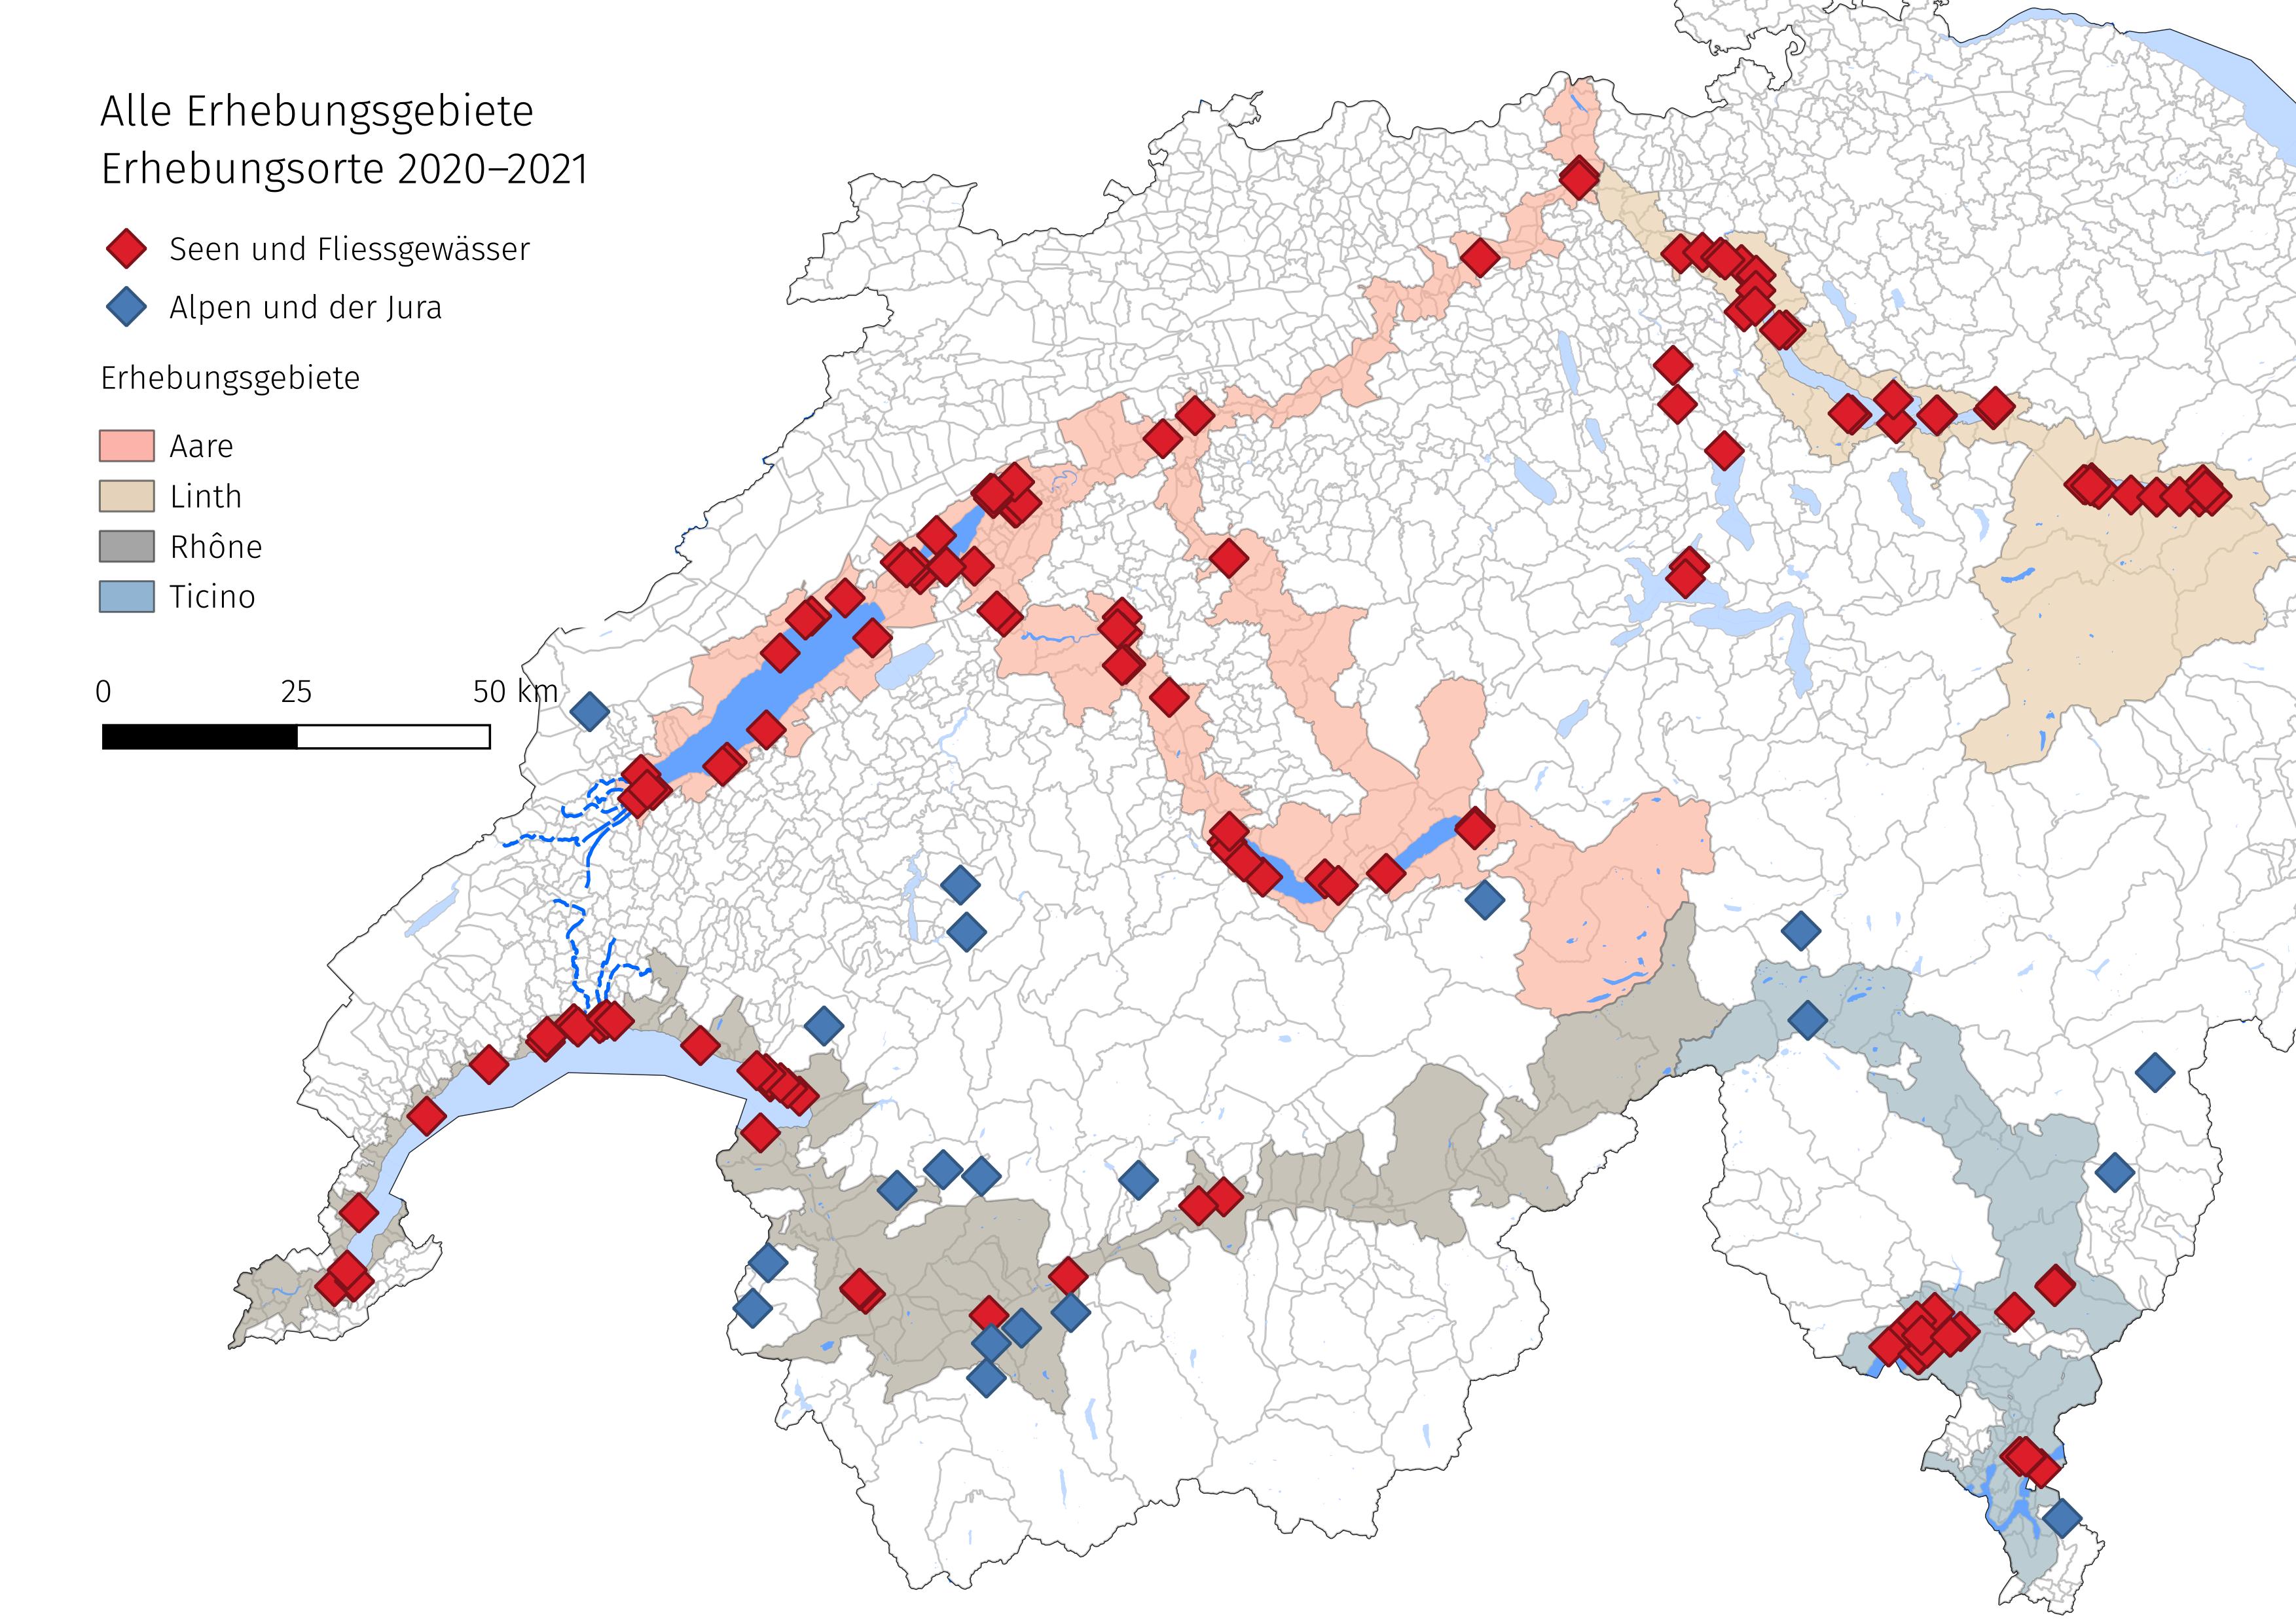 Alle Erhebungsgebiete
Erhebungsorte 2020–2021
Seen und Fliessgewässer
Alpen und der Jura
Erhebungsgebiete
Aare
Linth
Rhône
Ticino
0 25 50 km